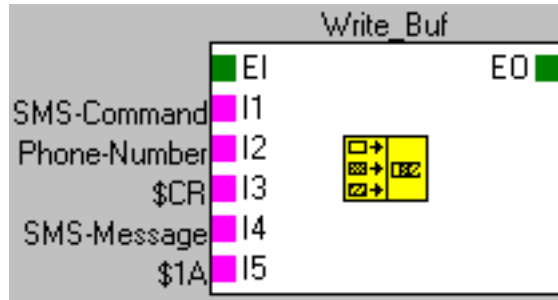 Write_Buf
EI EO
SMS-Command I1
Phone-Number I2
$CR I3
SMS-Message I4
$1A I5